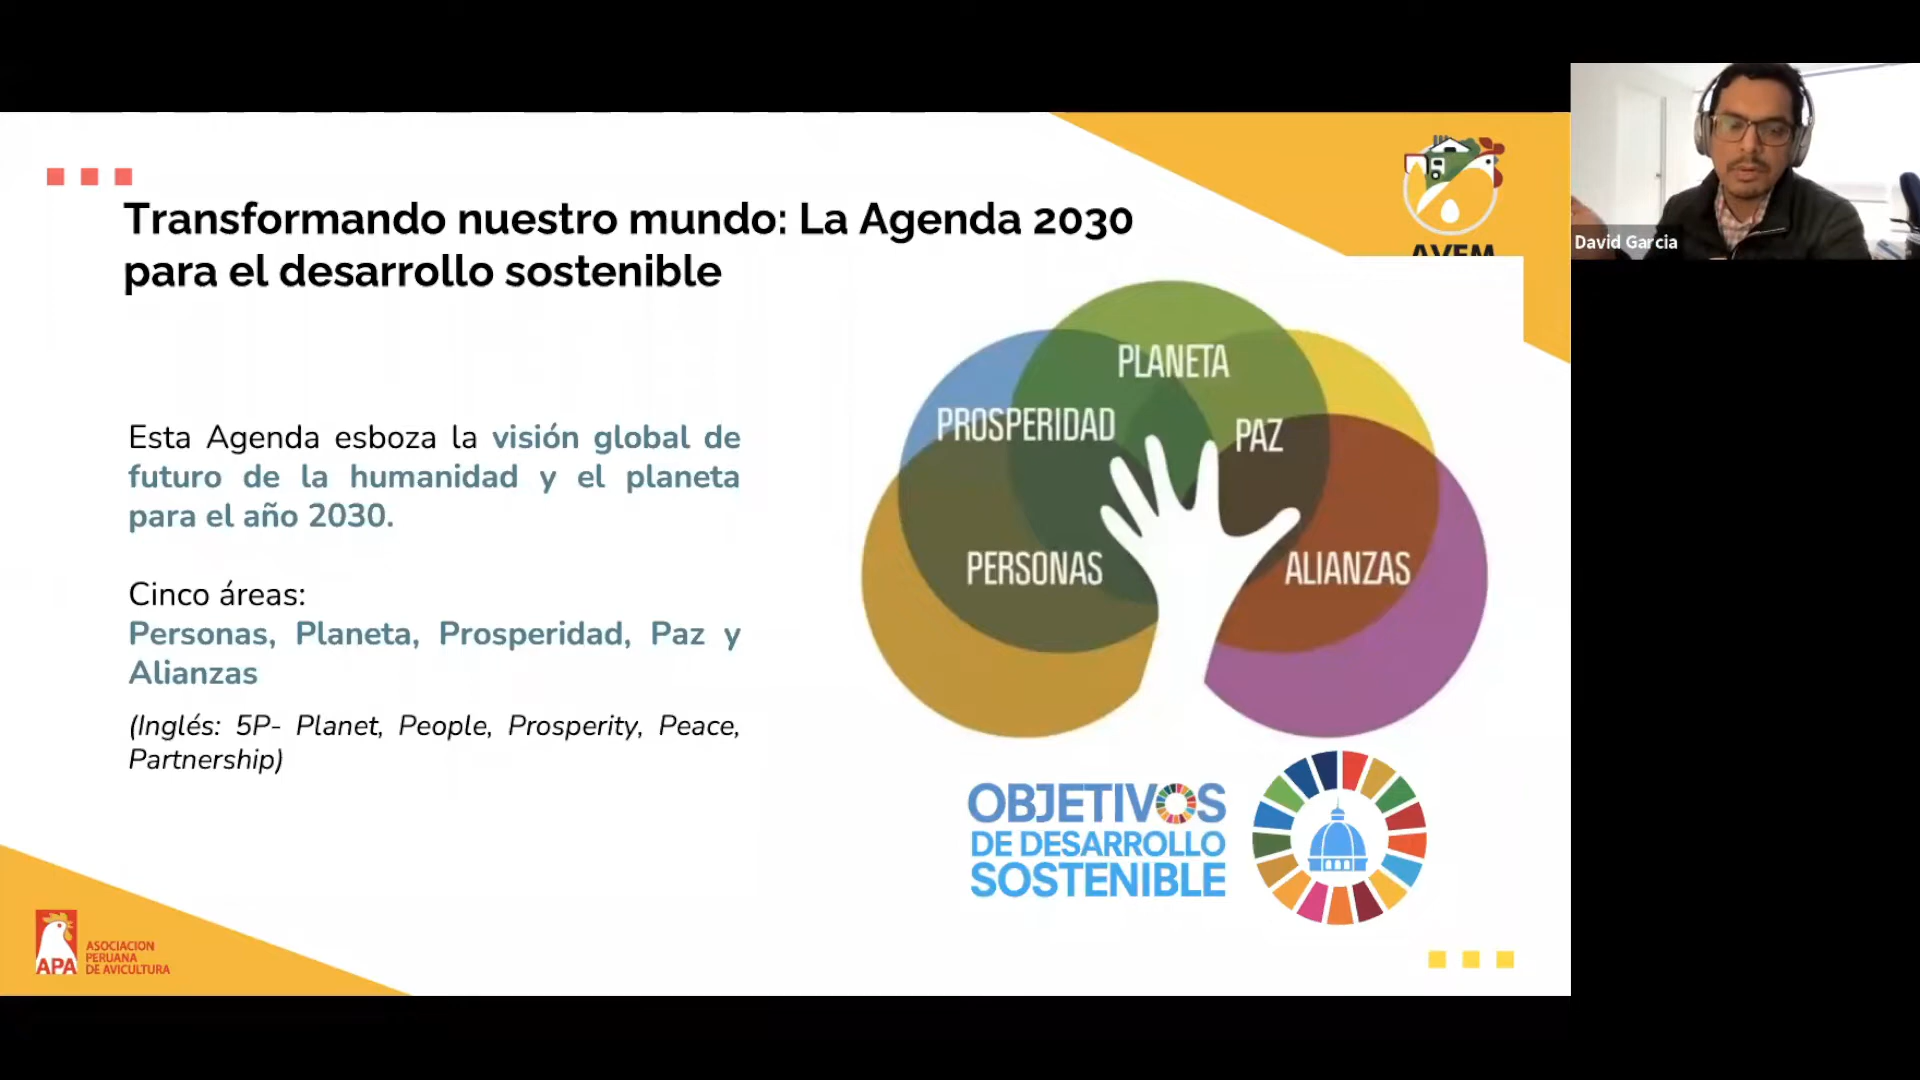 Transformando nuestro mundo: La Agenda 2030
para el desarrollo sostenible
AVEM
David Garcia
Esta Agenda esboza la visión global de
futuro de la humanidad y el planeta
para el año 2030.
Cinco áreas:
Personas, Planeta, Prosperidad, Paz y
Alianzas
(Inglés: 5P- Planet, People, Prosperity, Peace,
Partnership)
PLANETA
PROSPERIDAD
PAZ
PERSONAS
ALIANZAS
OBJETIVOS
DE DESARROLLO
SOSTENIBLE
APA
ASOCIACION
PERUANA
DE AVICULTURA